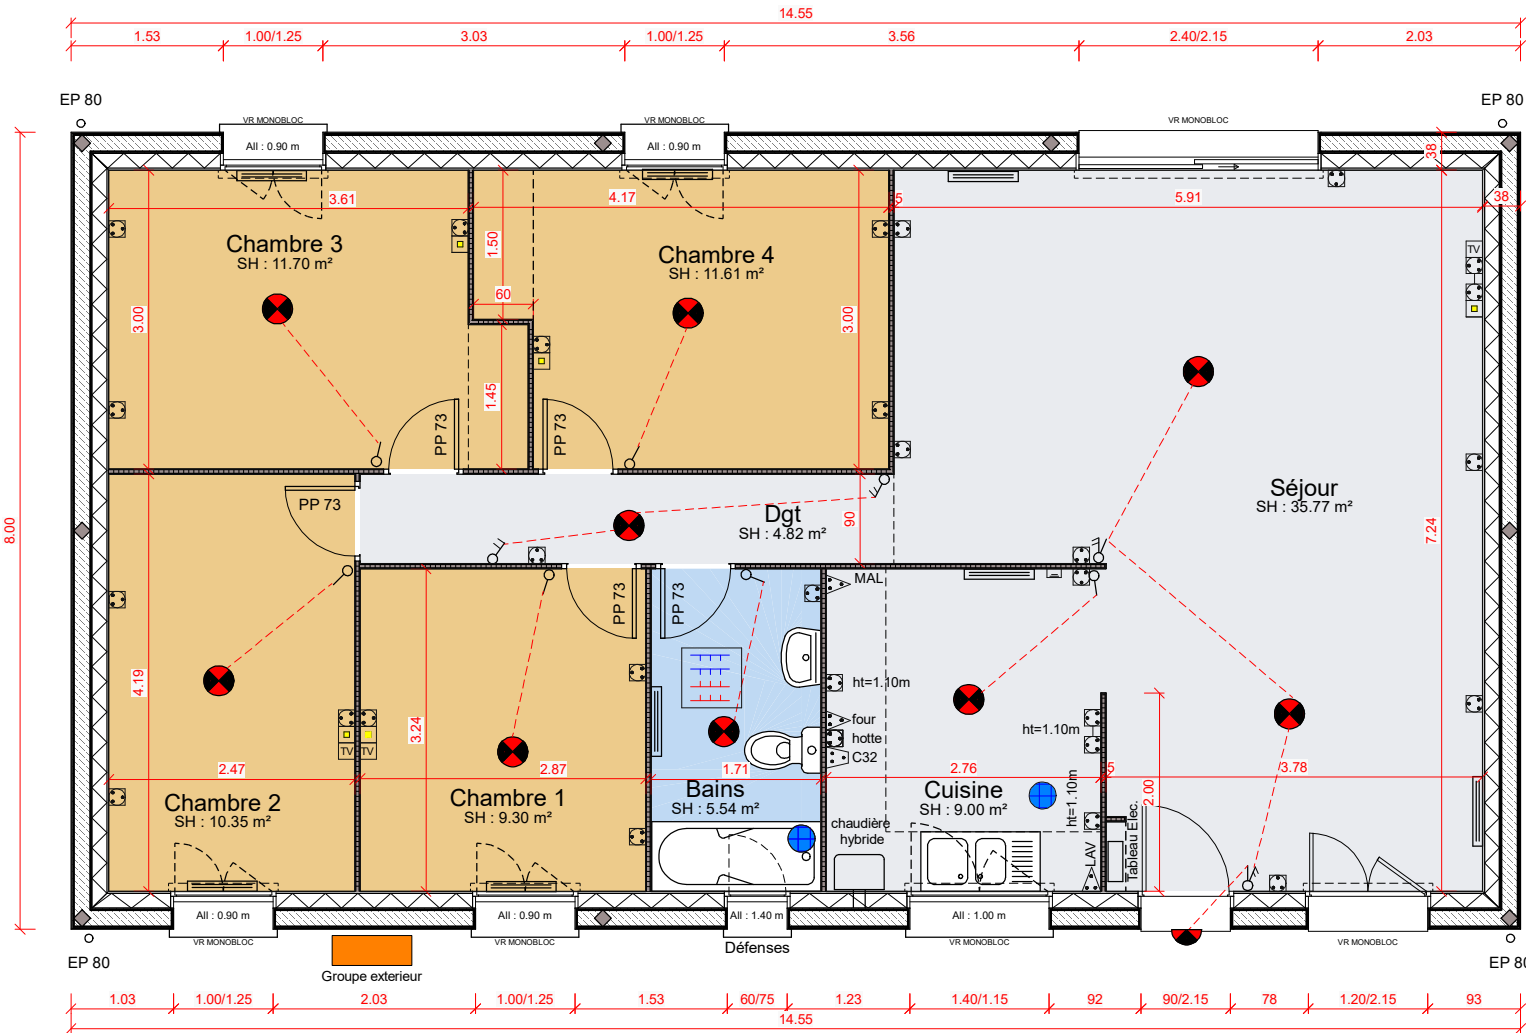 14.55
1.53 1.00/1.25 3.03 1.00/1.25 3.56 2.40/2.15 2.03
EP 80 EP 80
VR MONOBLOC VR MONOBLOC VR MONOBLOC
All : 0.90 m All : 0.90 m
38
3.61 4.17 5 5.91 38
Chambre 3
SH : 11.70 m²
1.50
Chambre 4
SH : 11.61 m²
TV
60
3.00 3.00
1.45
PP 73 PP 73
PP 73
Dgt
SH : 4.82 m²
90
Séjour
SH : 35.77 m²
8.00
7.24
PP 73 PP 73
MAL
4.19
ht=1.10m
3.24
four
hotte
C32
ht=1.10m
TV TV
2.47 2.87 1.71 2.76 5 3.78
Chambre 2
SH : 10.35 m²
Chambre 1
SH : 9.30 m²
Bains
SH : 5.54 m²
Cuisine
SH : 9.00 m²
ht=1.10m
2.00
chaudière
hybride
LAV
Tableau Elec.
All : 0.90 m All : 0.90 m All : 1.40 m All : 1.00 m
VR MONOBLOC VR MONOBLOC Défenses VR MONOBLOC VR MONOBLOC
EP 80 EP 80
Groupe exterieur
1.03 1.00/1.25 2.03 1.00/1.25 1.53 60/75 1.23 1.40/1.15 92 90/2.15 78 1.20/2.15 93
14.55